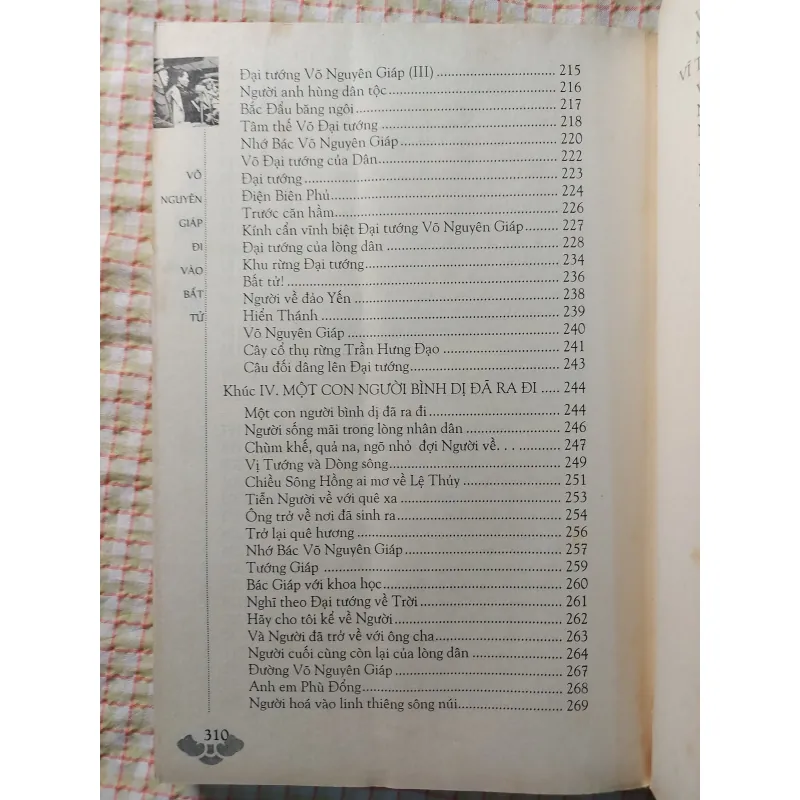 Đại tướng Võ Nguyên Giáp (III) ................................ 215
Người anh hùng dân tộc ............................................ 216
Bắc Đẩu băng ngôi .................................................... 217
Tâm thế Võ Đại tướng .............................................. 218
Nhớ Bác Võ Nguyên Giáp ......................................... 220
Võ Đại tướng của Dân ............................................... 222
Đại tướng ................................................................... 223
Điện Biên Phủ ............................................................ 224
Trước căn hầm ........................................................... 226
Kính cẩn vĩnh biệt Đại tướng Võ Nguyên Giáp ........ 227
Đại tướng của lòng dân ............................................. 228
Khu rừng Đại tướng ................................................... 234
Bất tử! ........................................................................ 236
Người về đảo Yến ...................................................... 238
Hiển Thánh ................................................................ 239
Võ Nguyên Giáp ........................................................ 240
Cây cổ thụ rừng Trần Hưng Đạo ............................... 241
Câu đối dâng lên Đại tướng ....................................... 243
Khúc IV. MỘT CON NGƯỜI BÌNH DỊ ĐÃ RA ĐI ..... 244
Một con người bình dị đã ra đi ................................... 244
Người sống mãi trong lòng nhân dân ......................... 246
Chùm khế, quả na, ngõ nhỏ đợi Người về. . . ........... 247
Vị Tướng và Dòng sông .............................................. 249
Chiều Sông Hồng ai mơ về Lệ Thủy .......................... 251
Tiễn Người về với quê xa ........................................... 253
Ông trở về nơi đã sinh ra ............................................ 254
Trở lại quê hương ....................................................... 256
Nhớ Bác Võ Nguyên Giáp .......................................... 257
Tướng Giáp ................................................................ 259
Bác Giáp với khoa học ............................................... 260
Nghĩ theo Đại tướng về Trời ...................................... 261
Hãy cho tôi kể về Người ............................................ 262
Và Người đã trở về với ông cha ................................. 263
Người cuối cùng còn lại của lòng dân ....................... 264
Đường Võ Nguyên Giáp ............................................ 267
Anh em Phù Đổng ..................................................... 268
Người hoá vào linh thiêng sông núi ........................... 269
VÕ
NGUYÊN
GIÁP
ĐI
VÀO
BẤT
TỬ
310